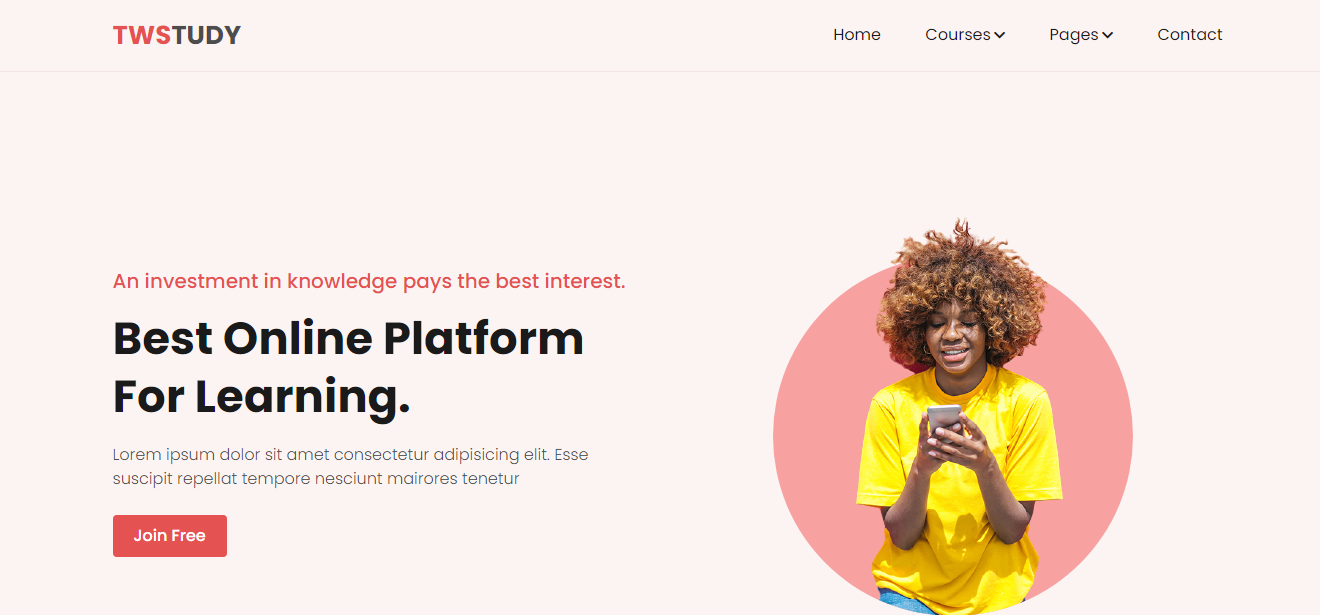 TWSTUDY
Home Courses Pages Contact
An investment in knowledge pays the best interest.
Best Online Platform
For Learning.
Lorem ipsum dolor sit amet consectetur adipisicing elit. Esse
suscipit repellat tempore nesciunt mairores tenetur
Join Free